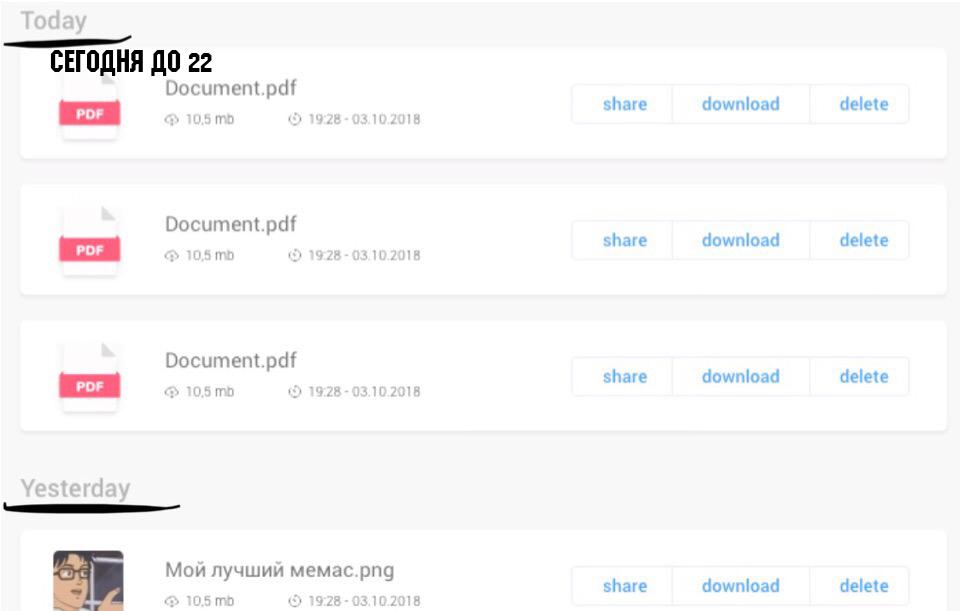 Today
СЕГОДНЯ ДО 22
Document.pdf
PDF
10,5 mb 19:28 - 03.10.2018
share download delete
Document.pdf
PDF
10,5 mb 19:28 - 03.10.2018
share download delete
Document.pdf
PDF
10,5 mb 19:28 - 03.10.2018
share download delete
Yesterday
Мой лучший мемас.png
10,5 mb 19:28 - 03.10.2018
share download delete